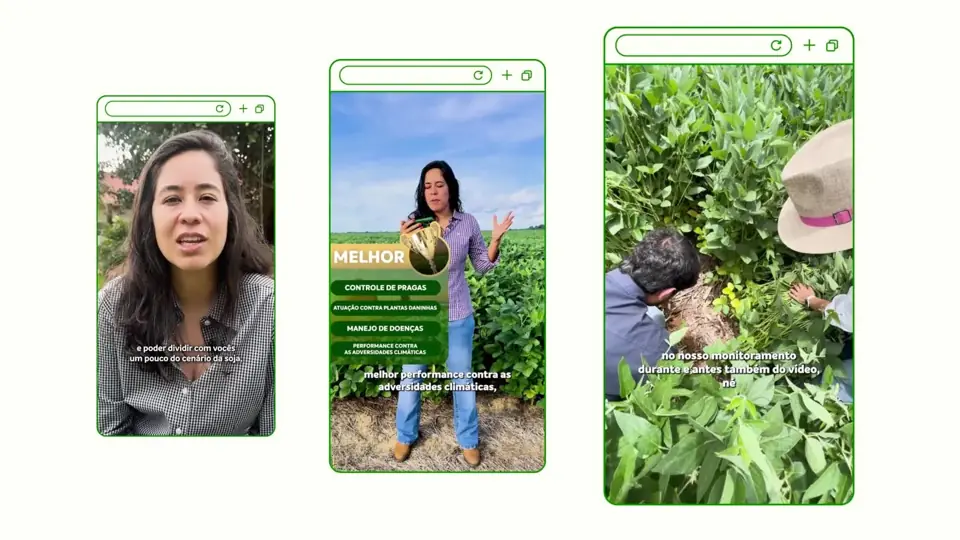 e poder dividir com vocês
um pouco do cenário da soja.
MELHOR
CONTROLE DE PRAGAS
ATUAÇÃO CONTRA PLANTAS DANINHAS
MANEJO DE DOENÇAS
PERFORMANCE CONTRA
AS ADVERSIDADES CLIMÁTICAS
melhor performance contra as
adversidades climáticas,
no nosso monitoramento
durante e,antes também do vídeo,
né